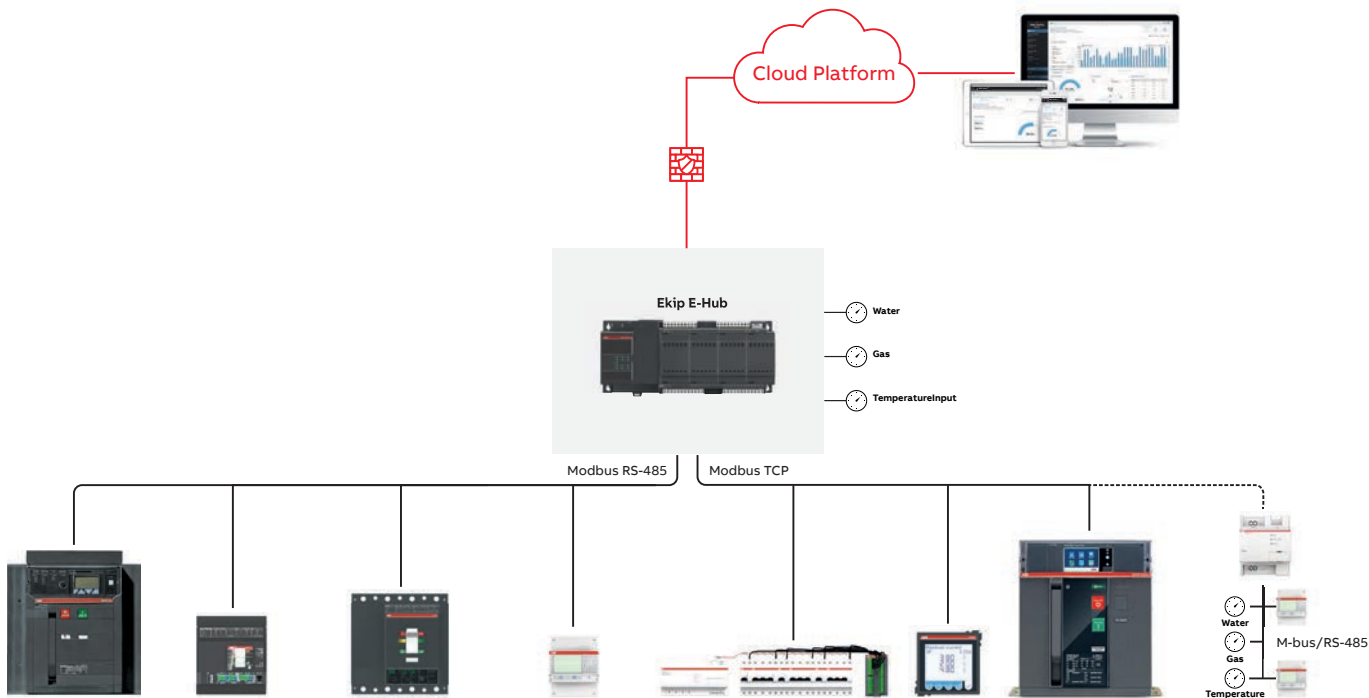 Cloud Platform
Ekip E-Hub
Water
Gas
TemperatureInput
Modbus RS-485
Modbus TCP
Water
Gas
Temperature
M-bus/RS-485